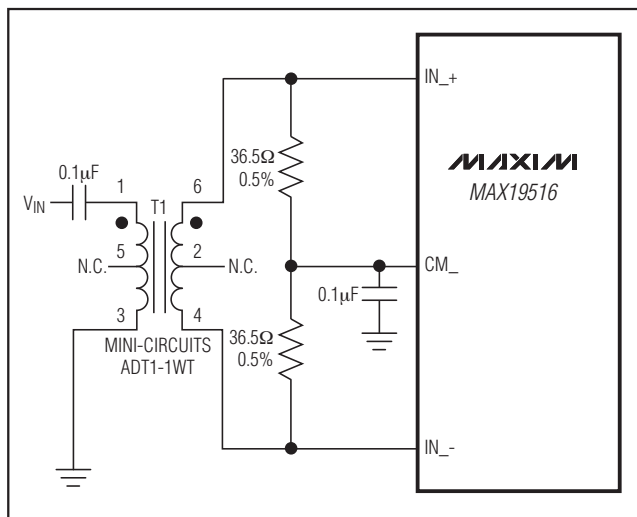 IN_+
36.5Ω
0.5%
MAXIM
MAX19516
0.1µF
1
6
T1
VIN
5
2
N.C.
N.C.
CM_
0.1µF
3
4
36.5Ω
0.5%
MINI-CIRCUITS
ADT1-1WT
IN_-